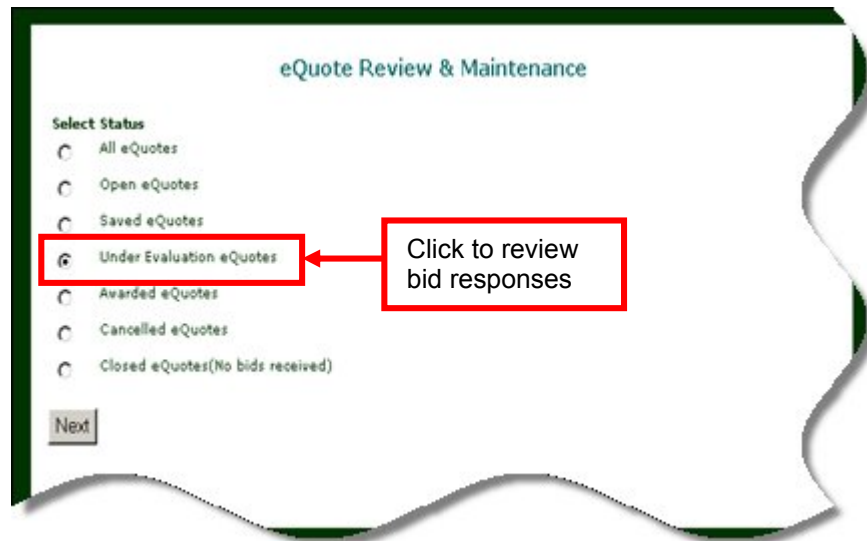 eQuote Review & Maintenance
Select Status
All eQuotes
Open eQuotes
Saved eQuotes
Under Evaluation eQuotes
Click to review
bid responses
Awarded eQuotes
Cancelled eQuotes
Closed eQuotes(No bids received)
Next